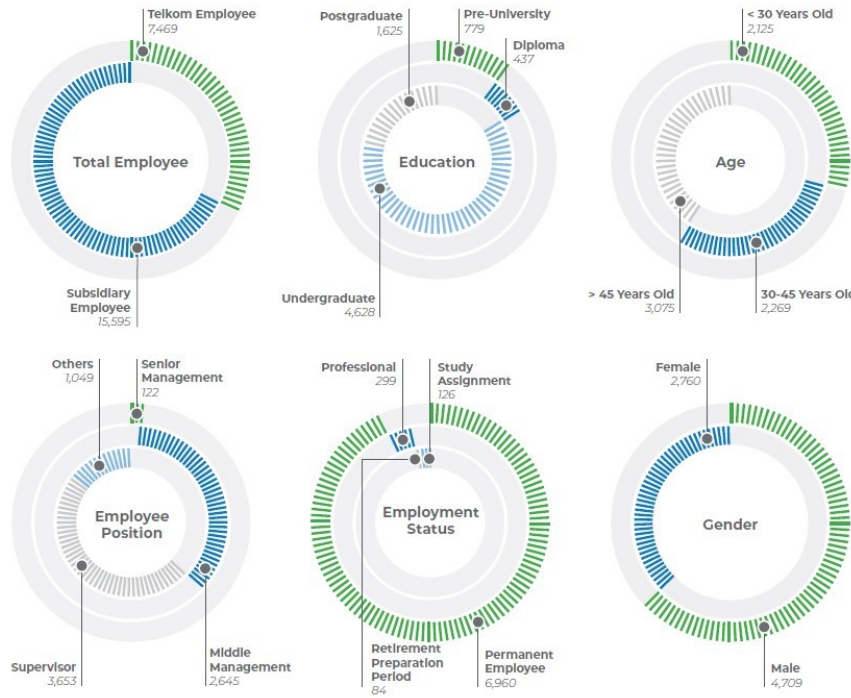 Telkom Employee
7,469
Total Employee
Subsidiary
Employee
15,595
Postgraduate
1,625
Pre-University
779
Diploma
437
Education
Undergraduate
4,628
< 30 Years Old
2,125
Age
> 45 Years Old
3,075
30-45 Years Old
2,269
Others
1,049
Senior
Management
122
Employee
Position
Supervisor
3,653
Middle
Management
2,645
Professional
299
Study
Assignment
126
Employment
Status
Retirement
Preparation
Period
84
Permanent
Employee
6,960
Female
2,760
Gender
Male
4,709